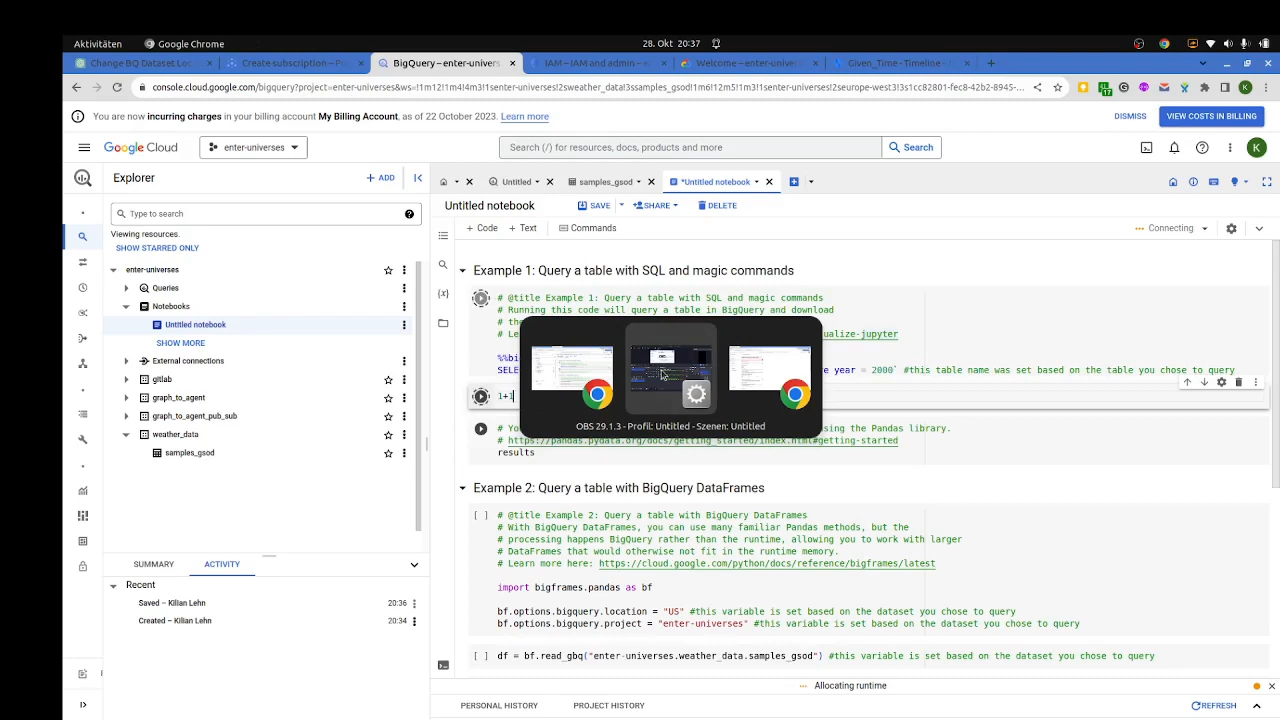 Aktivitäten
Google Chrome
28. Okt 20:37
Change BQ Dataset Loca
Create subscription – P
BigQuery – enter-univers
IAM – IAM and admin – e
Welcome – enter-univers
Given_Time - Timeline -
console.cloud.google.com/bigquery?project=enter-universes&ws=!1m12!1m4!4m3!1senter-universes!2sweather_data!3ssamples_gsod!1m6!12m5!1m3!1senter-universes!2seurope-west3!3s1cc82801-fec8-42b2-8945-...
You are now incurring charges in your billing account My Billing Account, as of 22 October 2023. Learn more
DISMISS
VIEW COSTS IN BILLING
Google Cloud
enter-universes
Search (/) for resources, docs, products and more
Search
K
Explorer
+ ADD
Untitled
samples_gsod
*Untitled notebook
Type to search
Untitled notebook
SAVE
SHARE
DELETE
Viewing resources.
SHOW STARRED ONLY
+ Code
+ Text
Commands
Connecting
enter-universes
Queries
Notebooks
Untitled notebook
SHOW MORE
External connections
gitlab
graph_to_agent
graph_to_agent_pub_sub
weather_data
samples_gsod
Example 1: Query a table with SQL and magic commands
# @title Example 1: Query a table with SQL and magic commands
# Running this code will query a table in BigQuery and download
ualize-jupyter
%%bi
SELE
e year = 2000` #this table name was set based on the table you chose to query
1+1
OBS 29.1.3 - Profil: Untitled - Szenen: Untitled
# Yo
sing the Pandas library.
# https://pandas.pydata.org/docs/getting_started/index.html#getting-started
results
Example 2: Query a table with BigQuery DataFrames
[ ] # @title Example 2: Query a table with BigQuery DataFrames
# With BigQuery DataFrames, you can use many familiar Pandas methods, but the
# processing happens BigQuery rather than the runtime, allowing you to work with larger
# DataFrames that would otherwise not fit in the runtime memory.
# Learn more here: https://cloud.google.com/python/docs/reference/bigframes/latest
import bigframes.pandas as bf
bf.options.bigquery.location = "US" #this variable is set based on the dataset you chose to query
bf.options.bigquery.project = "enter-universes" #this variable is set based on the dataset you chose to query
[ ] df = bf.read_gbq("enter-universes.weather_data.samples_gsod") #this variable is set based on the dataset you chose to query
SUMMARY
ACTIVITY
Recent
Saved – Kilian Lehn
20:36
Created – Kilian Lehn
20:34
Allocating runtime
PERSONAL HISTORY
PROJECT HISTORY
REFRESH